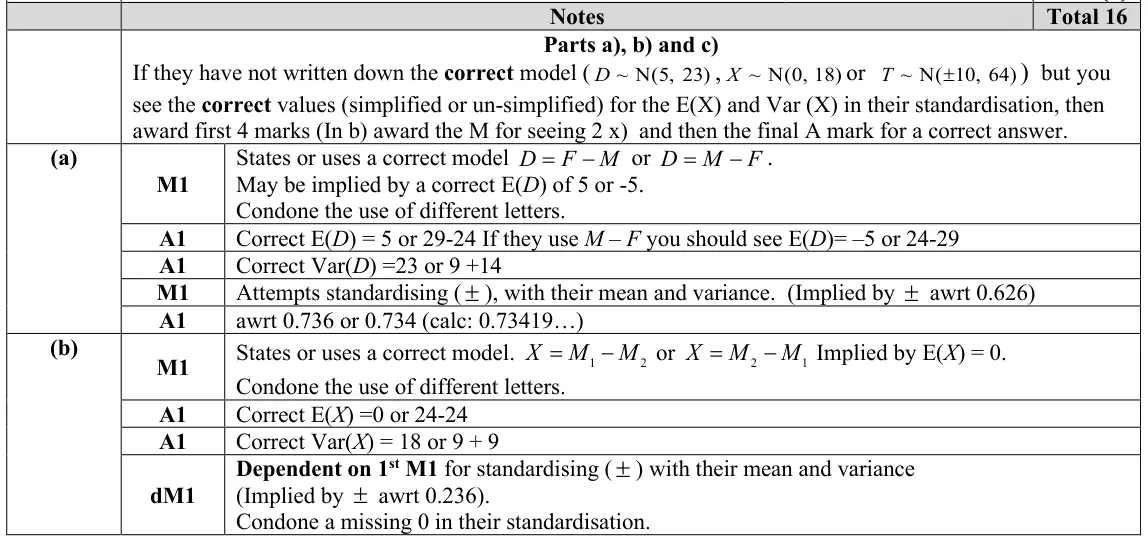 Notes Total 16
Parts a), b) and c)
If they have not written down the correct model ( D ~ N(5, 23) , X ~ N(0, 18) or T ~ N(±10, 64) ) but you
see the correct values (simplified or un-simplified) for the E(X) and Var (X) in their standardisation, then
award first 4 marks (In b) award the M for seeing 2 x) and then the final A mark for a correct answer.
(a)
M1
States or uses a correct model D = F − M or D = M − F .
May be implied by a correct E(D) of 5 or -5.
Condone the use of different letters.
A1 Correct E(D) = 5 or 29-24 If they use M – F you should see E(D)= –5 or 24-29
A1 Correct Var(D) =23 or 9 +14
M1 Attempts standardising ( ± ), with their mean and variance. (Implied by ± awrt 0.626)
A1 awrt 0.736 or 0.734 (calc: 0.73419…)
(b)
M1
States or uses a correct model. X = M₁ − M₂ or X = M₂ − M₁ Implied by E(X) = 0.
Condone the use of different letters.
A1 Correct E(X) =0 or 24-24
A1 Correct Var(X) = 18 or 9 + 9
dM1
Dependent on 1st M1 for standardising ( ± ) with their mean and variance
(Implied by ± awrt 0.236).
Condone a missing 0 in their standardisation.